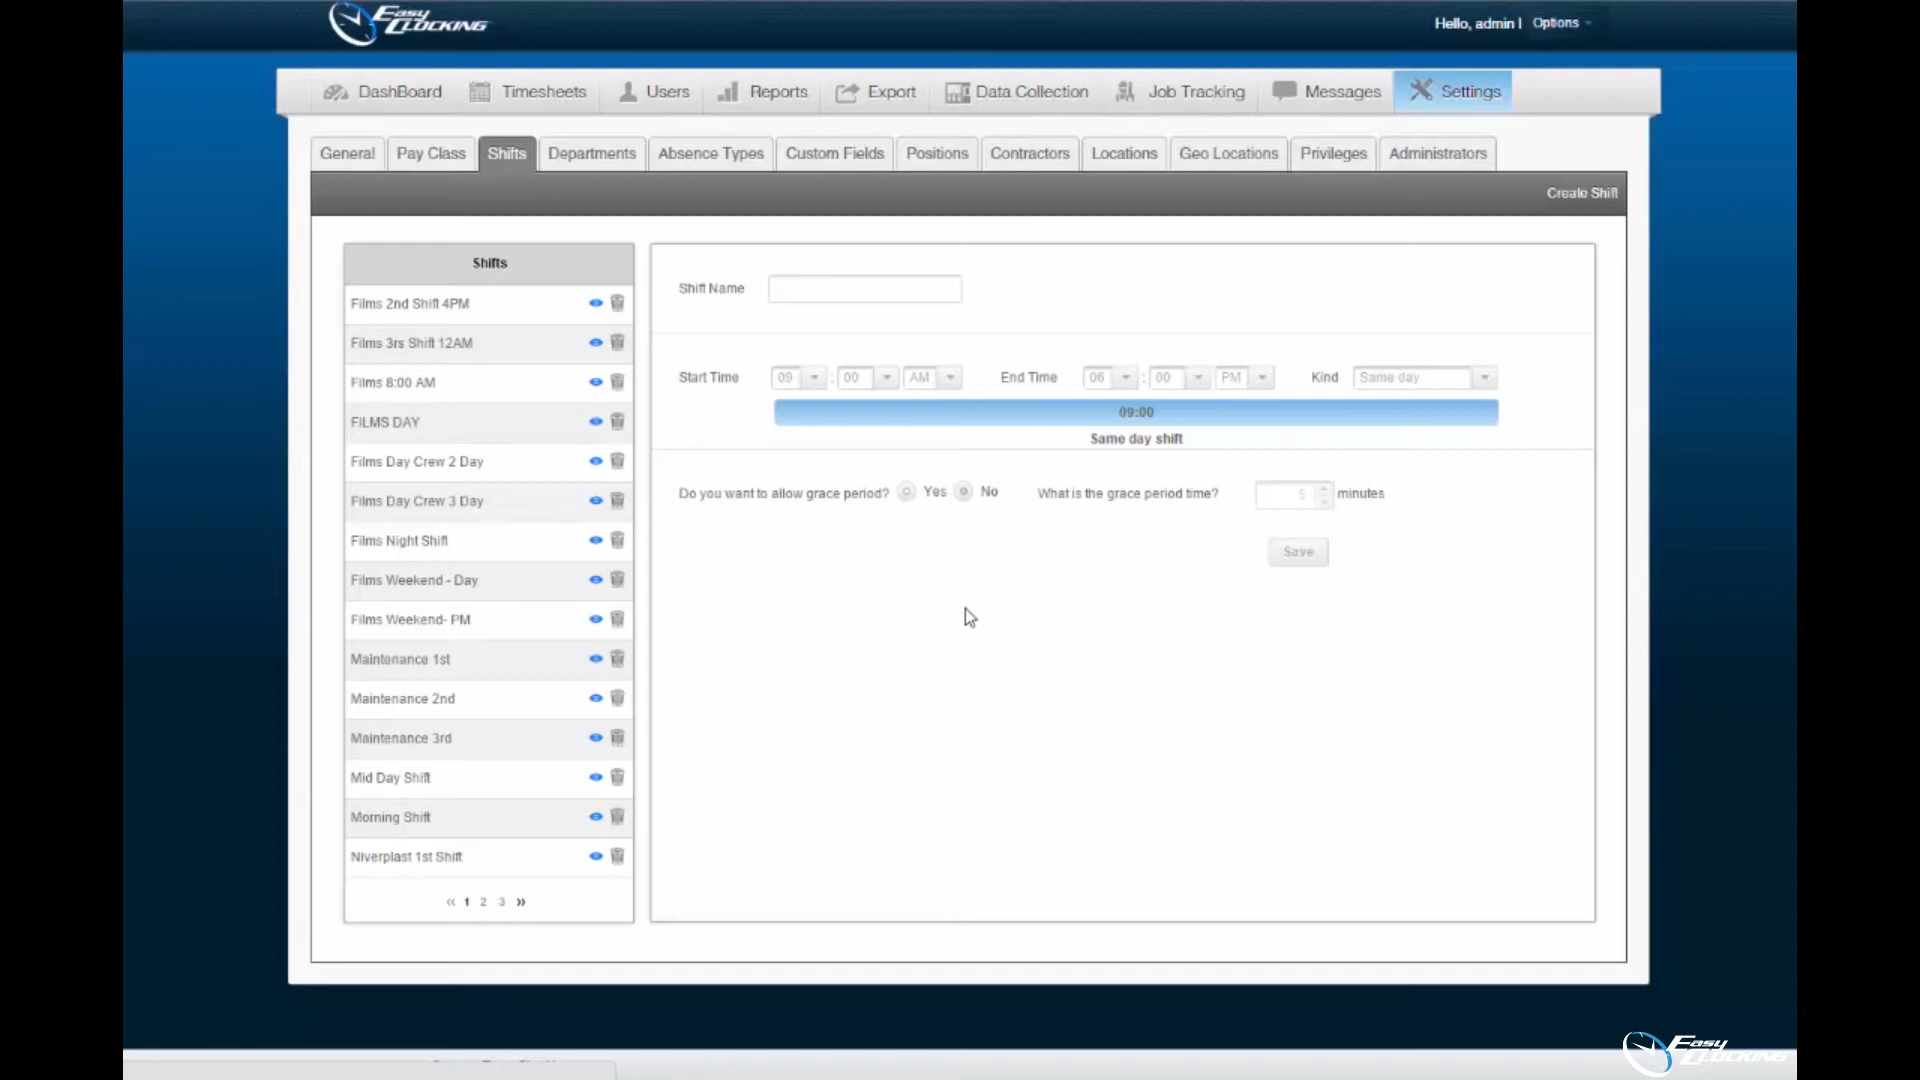 Easy Clocking
Hello, admin | Options
DashBoard Timesheets Users Reports Export Data Collection Job Tracking Messages Settings
General Pay Class Shifts Departments Absence Types Custom Fields Positions Contractors Locations Geo Locations Privileges Administrators
Create Shift
Shifts
Films 2nd Shift 4PM
Films 3rs Shift 12AM
Films 8:00 AM
FILMS DAY
Films Day Crew 2 Day
Films Day Crew 3 Day
Films Night Shift
Films Weekend - Day
Films Weekend- PM
Maintenance 1st
Maintenance 2nd
Maintenance 3rd
Mid Day Shift
Morning Shift
Niverplast 1st Shift
« 1 2 3 »
Shift Name
Start Time 09 : 00 AM End Time 06 : 00 PM Kind Same day
09:00
Same day shift
Do you want to allow grace period? Yes No What is the grace period time? 5 minutes
Save
Easy Clocking